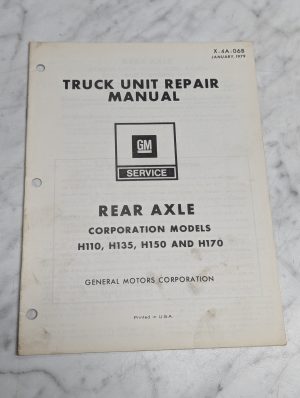 X-4A-068
JANUARY, 1979
TRUCK UNIT REPAIR
MANUAL
GM
SERVICE
REAR AXLE
CORPORATION MODELS
H110, H135, H150 AND H170
GENERAL MOTORS CORPORATION
Printed in U.S.A.